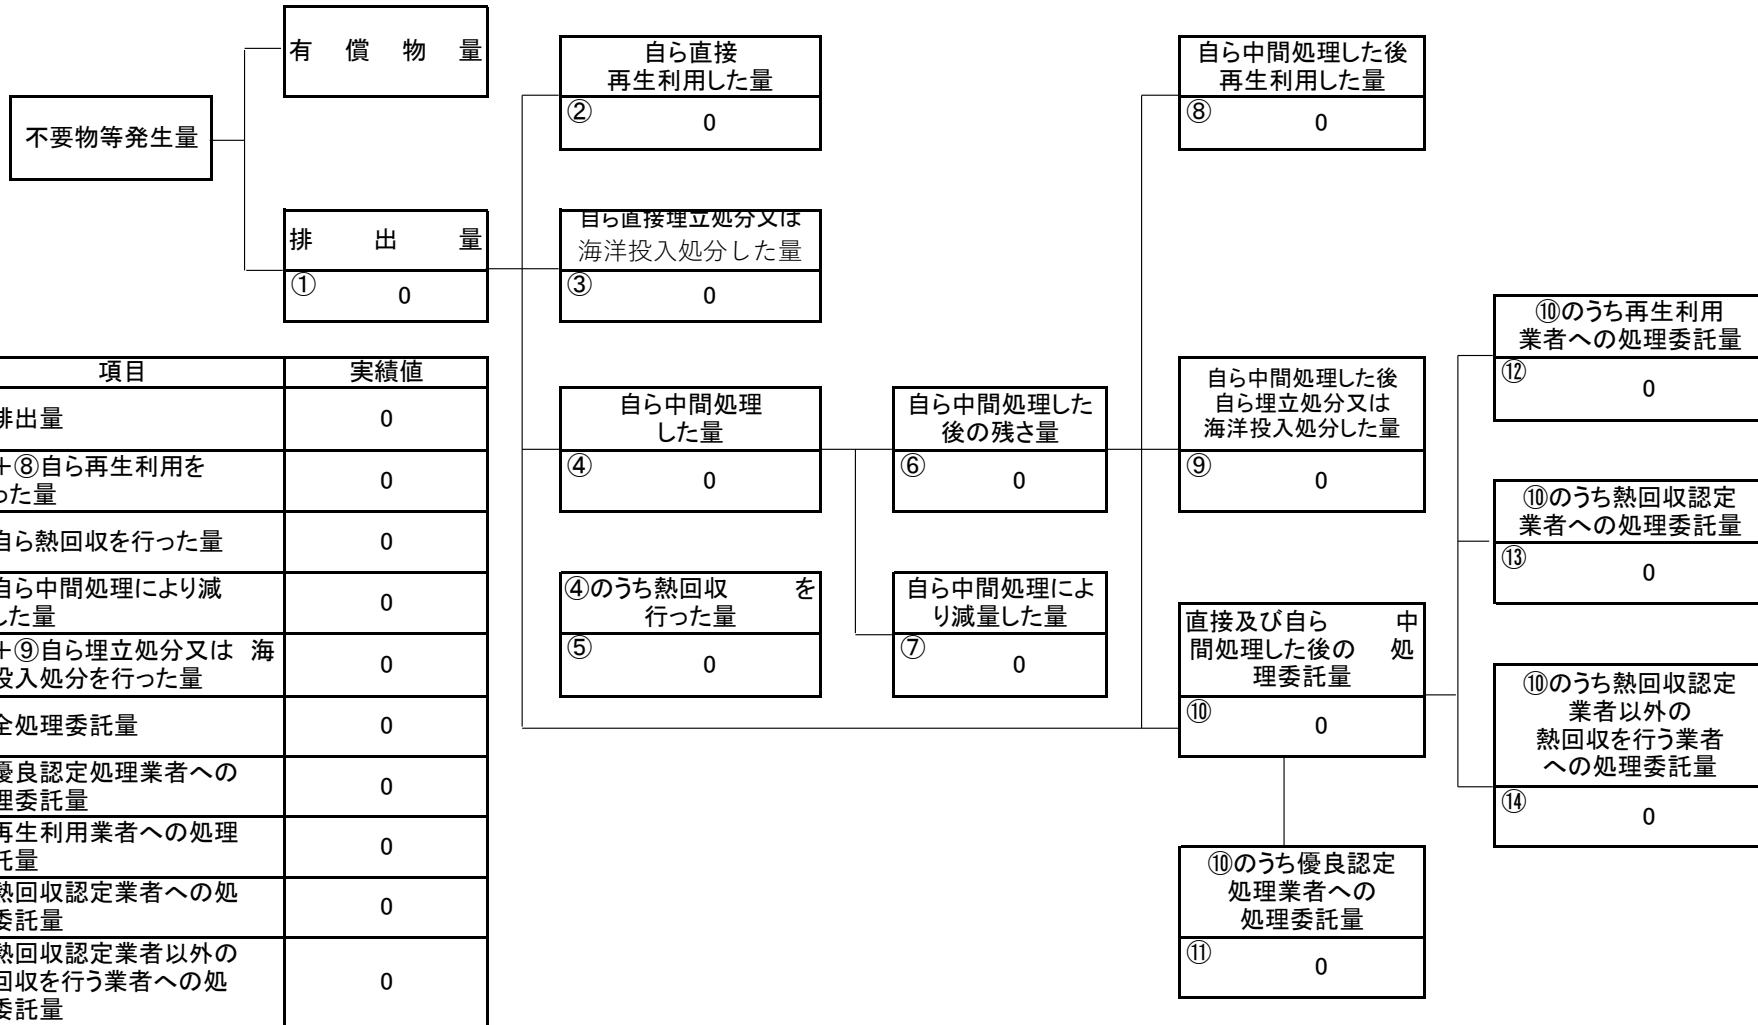 有償物量
不要物等発生量
排出量
①
0
自ら直接
再生利用した量
②
0
自ら直接埋立処分又は
海洋投入処分した量
③
0
自ら中間処理
した量
④
0
④のうち熱回収 を
行った量
⑤
0
自ら中間処理した
後の残さ量
⑥
0
自ら中間処理によ
り減量した量
⑦
0
自ら中間処理した後
再生利用した量
⑧
0
自ら中間処理した後
自ら埋立処分又は
海洋投入処分した量
⑨
0
直接及び自ら 中
間処理した後の 処
理委託量
⑩
0
⑩のうち優良認定
処理業者への
処理委託量
⑪
0
⑩のうち再生利用
業者への処理委託量
⑫
0
⑩のうち熱回収認定
業者への処理委託量
⑬
0
⑩のうち熱回収認定
業者以外の
熱回収を行う業者
への処理委託量
⑭
0
項目 実績値
排出量 0
+⑧自ら再生利用を
った量 0
自ら熱回収を行った量 0
自ら中間処理により減
した量 0
+⑨自ら埋立処分又は 海
投入処分を行った量 0
全処理委託量 0
優良認定処理業者への
理委託量 0
再生利用業者への処理
託量 0
熱回収認定業者への処
委託量 0
熱回収認定業者以外の
回収を行う業者への処
委託量 0